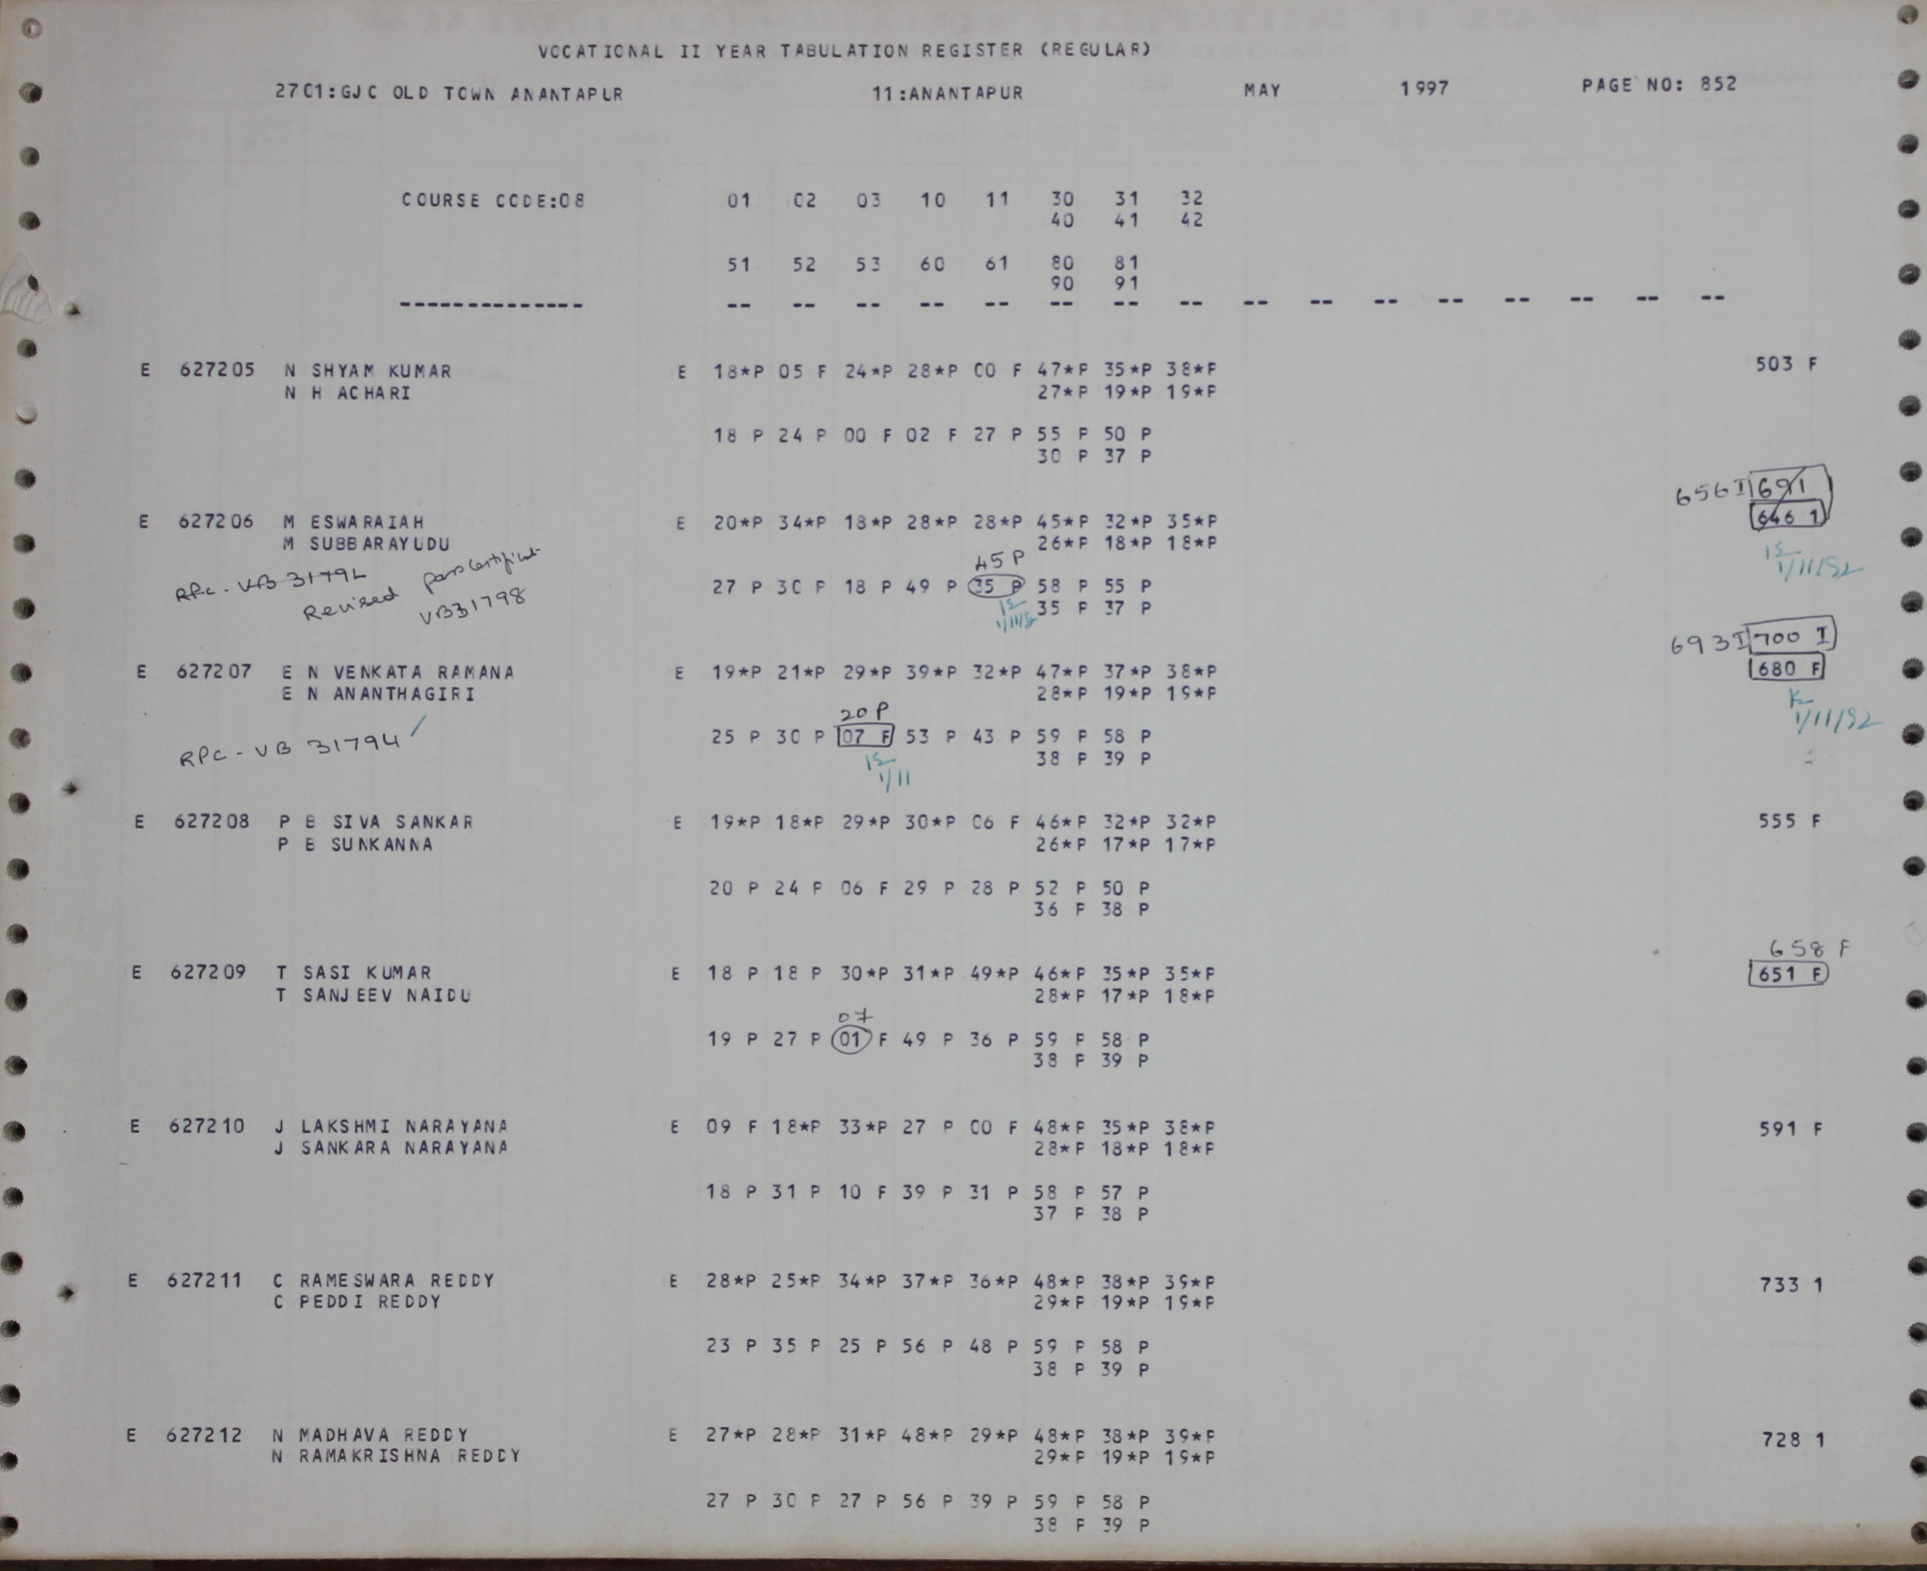 VOCATIONAL II YEAR TABULATION REGISTER (REGULAR)
2701:GJC OLD TOWN ANANTAPUR 11:ANANTAPUR MAY 1997 PAGE NO: 852
COURSE CODE:08 01 02 03 10 11 30 31 32
40 41 42
51 52 53 60 61 80 81
90 91
-------------- -- -- -- -- -- -- -- -- -- -- -- -- -- -- -- --
E 627205 N SHYAM KUMAR E 18*P 05 F 24*P 28*P 00 F 47*P 35*P 38*P 503 F
N H ACHARI 27*P 19*P 19*P
18 P 24 P 00 F 02 F 27 P 55 P 50 P
30 P 37 P
656 I 691
E 627206 M ESWARAIAH E 20*P 34*P 18*P 28*P 28*P 45*P 32*P 35*P 646 1
M SUBBARAYUDU 26*P 18*P 18*P
45 P
1/11/92
RPc - VB 31792 27 P 30 P 18 P 49 P 35 P 58 P 55 P
Revised pass certificate 35 P 37 P
VB31798 1/11/92
693 I 700 I
E 627207 E N VENKATA RAMANA E 19*P 21*P 29*P 39*P 32*P 47*P 37*P 38*P 680 F
E N ANANTHAGIRI 28*P 19*P 19*P
20 P 1/11/92
RPC - VB 31794 25 P 30 P 07 F 53 P 43 P 59 P 58 P
38 P 39 P
1/11
E 627208 P B SIVA SANKAR E 19*P 18*P 29*P 30*P 06 F 46*P 32*P 32*P 555 F
P B SUNKANNA 26*P 17*P 17*P
20 P 24 P 06 F 29 P 28 P 52 P 50 P
36 P 38 P
658 F
E 627209 T SASI KUMAR E 18 P 18 P 30*P 31*P 49*P 46*P 35*P 35*P 651 F
T SANJEEV NAIDU 28*P 17*P 18*P
07
19 P 27 P 01 F 49 P 36 P 59 P 58 P
38 P 39 P
E 627210 J LAKSHMI NARAYANA E 09 F 18*P 33*P 27 P 00 F 48*P 35*P 38*P 591 F
J SANKARA NARAYANA 28*P 18*P 18*P
18 P 31 P 10 F 39 P 31 P 58 P 57 P
37 P 38 P
E 627211 C RAMESWARA REDDY E 28*P 25*P 34*P 37*P 36*P 48*P 38*P 39*P 733 1
C PEDDI REDDY 29*P 19*P 19*P
23 P 35 P 25 P 56 P 48 P 59 P 58 P
38 P 39 P
E 627212 N MADHAVA REDDY E 27*P 28*P 31*P 48*P 29*P 48*P 38*P 39*P 728 1
N RAMAKRISHNA REDDY 29*P 19*P 19*P
27 P 30 P 27 P 56 P 39 P 59 P 58 P
38 P 39 P